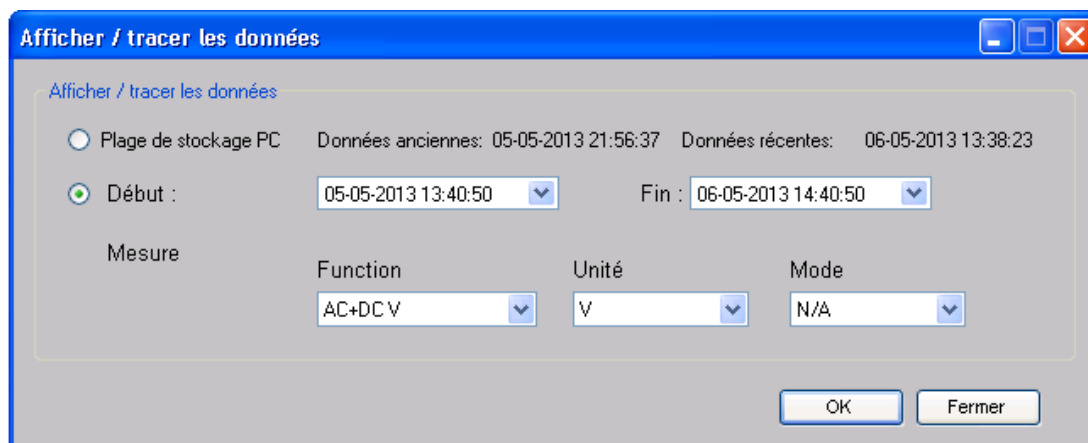 Afficher / tracer les données
Afficher / tracer les données
Plage de stockage PC Données anciennes: 05-05-2013 21:56:37 Données récentes: 06-05-2013 13:38:23
Début : 05-05-2013 13:40:50 Fin : 06-05-2013 14:40:50
Mesure
Function Unité Mode
AC+DC V V N/A
OK Fermer